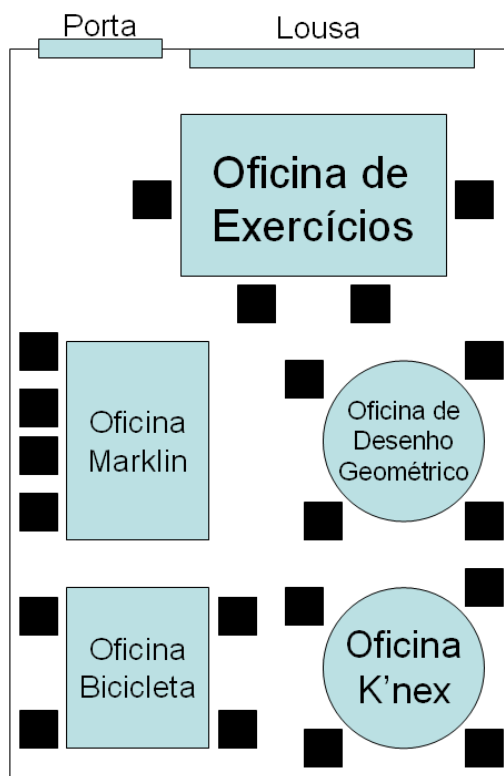 Porta
Lousa
Oficina de
Exercícios
Oficina
Marklin
Oficina de
Desenho
Geométrico
Oficina
Bicicleta
Oficina
K'nex